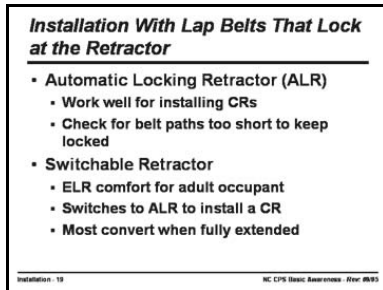 Installation With Lap Belts That Lock
at the Retractor
▪ Automatic Locking Retractor (ALR)
▪ Work well for installing CRs
▪ Check for belt paths too short to keep
locked
▪ Switchable Retractor
▪ ELR comfort for adult occupant
▪ Switches to ALR to install a CR
▪ Most convert when fully extended
Installation - 10
NC CPS Basic Awareness - Rev: